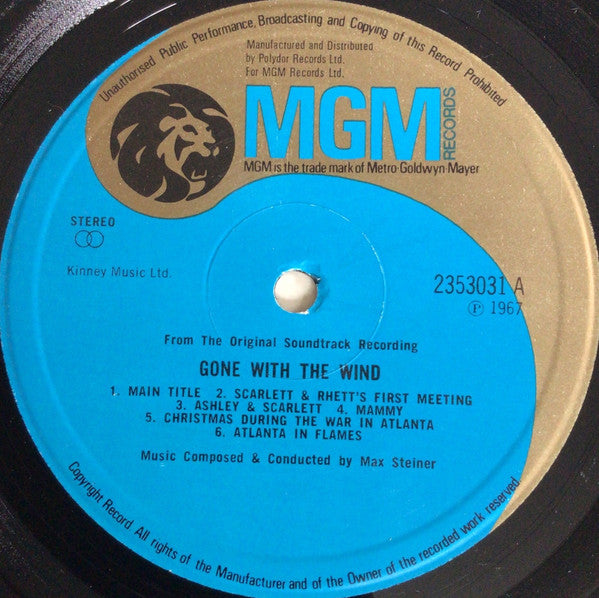 Unauthorised Public Performance, Broadcasting and Copying of this Record Prohibited
Manufactured and Distributed
by Polydor Records Ltd.
For MGM Records Ltd.
MGM
RECORDS
MGM is the trade mark of Metro-Goldwyn-Mayer
STEREO
Kinney Music Ltd.
2353031 A
℗ 1967
From The Original Soundtrack Recording
GONE WITH THE WIND
1. MAIN TITLE 2. SCARLETT & RHETT'S FIRST MEETING
3. ASHLEY & SCARLETT 4. MAMMY
5. CHRISTMAS DURING THE WAR IN ATLANTA
6. ATLANTA IN FLAMES
Music Composed & Conducted by Max Steiner
Copyright Record All rights of the Manufacturer and of the Owner of the recorded work reserved